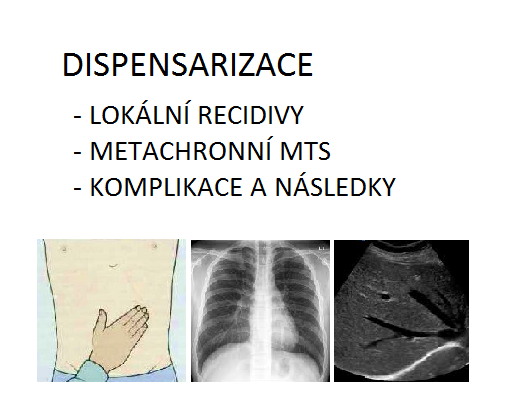 DISPENSARIZACE
- LOKÁLNÍ RECIDIVY
- METACHRONNÍ MTS
- KOMPLIKACE A NÁSLEDKY